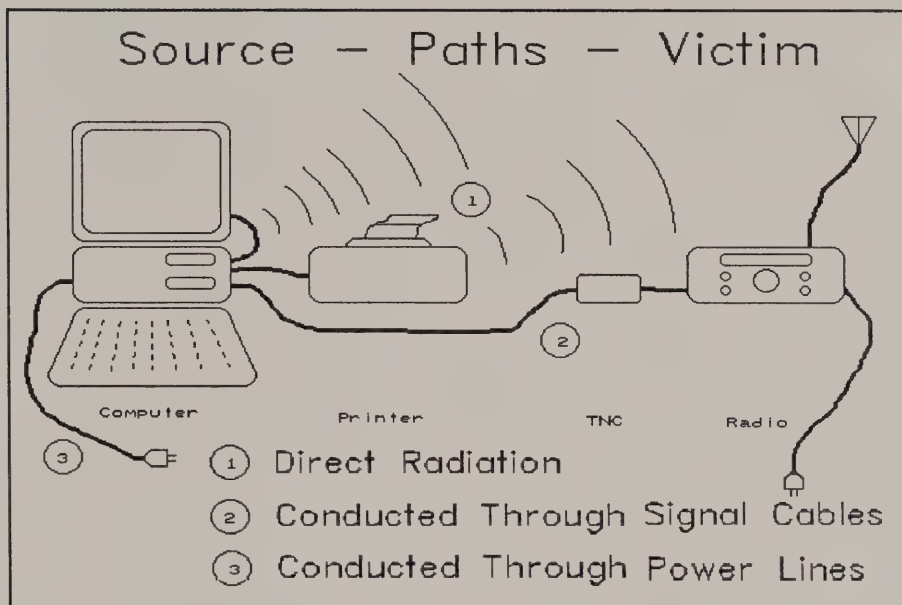 Source – Paths – Victim
1
2
Computer
Printer
TNC
Radio
3
1 Direct Radiation
2 Conducted Through Signal Cables
3 Conducted Through Power Lines